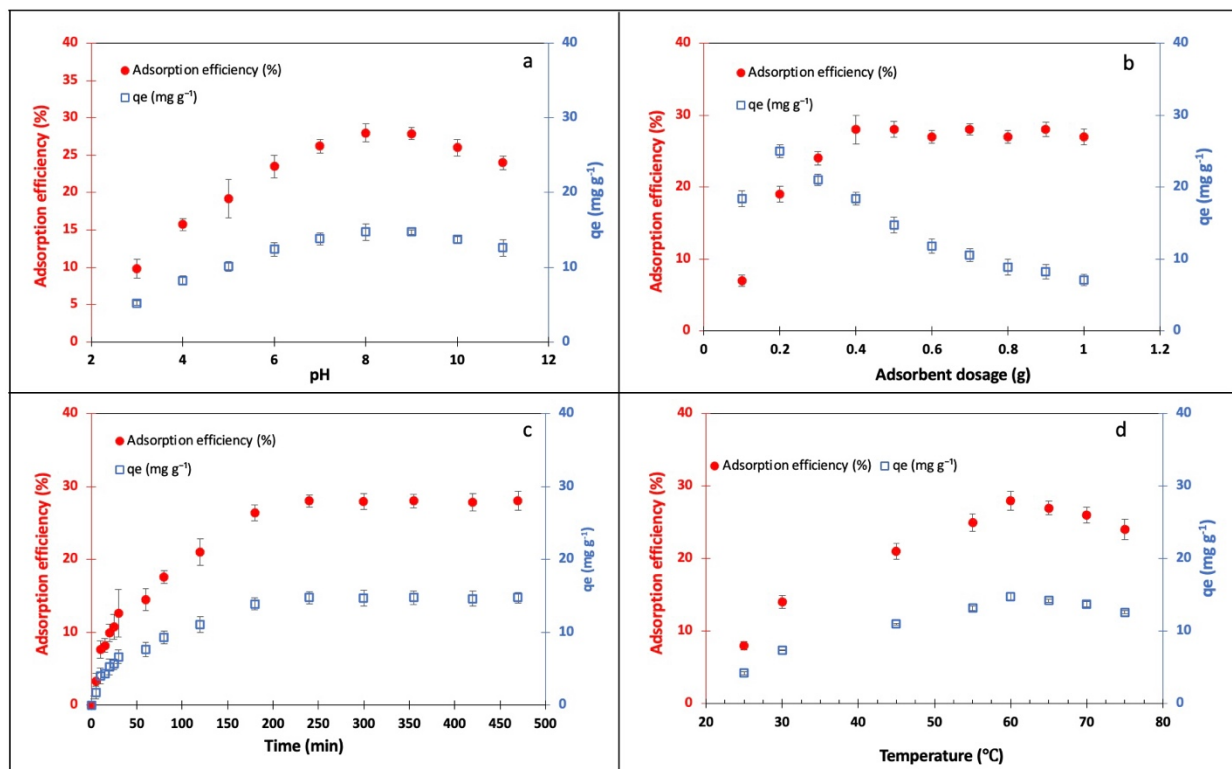 a
Adsorption efficiency (%)
qe (mg g⁻¹)
Adsorption efficiency (%)
40
35
30
25
20
15
10
5
0
2 4 6 8 10 12
pH
40
30
20
10
0
qe (mg g⁻¹)
b
Adsorption efficiency (%)
qe (mg g⁻¹)
Adsorption efficiency (%)
40
30
20
10
0
0 0.2 0.4 0.6 0.8 1 1.2
Adsorbent dosage (g)
40
30
20
10
0
qe (mg g⁻¹)
c
Adsorption efficiency (%)
qe (mg g⁻¹)
Adsorption efficiency (%)
40
30
20
10
0
0 50 100 150 200 250 300 350 400 450 500
Time (min)
40
30
20
10
0
qe (mg g⁻¹)
d
Adsorption efficiency (%) qe (mg g⁻¹)
Adsorption efficiency (%)
40
30
20
10
0
20 30 40 50 60 70 80
Temperature (°C)
40
30
20
10
0
qe (mg g⁻¹)